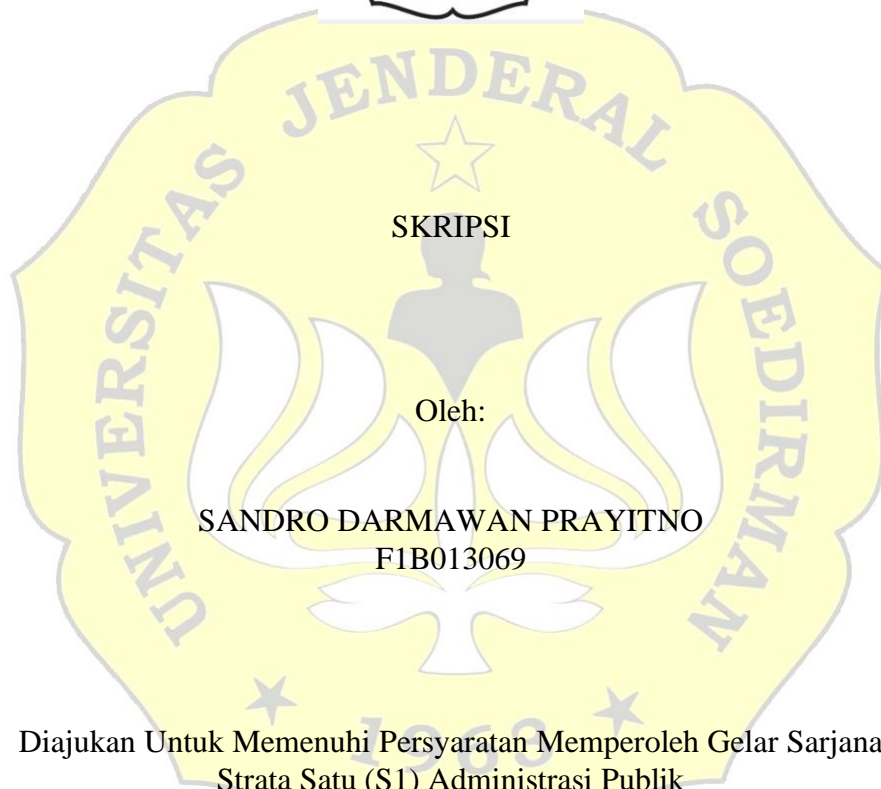 UNIVERSITAS JENDERAL SOEDIRMAN
SKRIPSI
Oleh:
SANDRO DARMAWAN PRAYITNO
F1B013069
1963
Diajukan Untuk Memenuhi Persyaratan Memperoleh Gelar Sarjana
Strata Satu (S1) Administrasi Publik